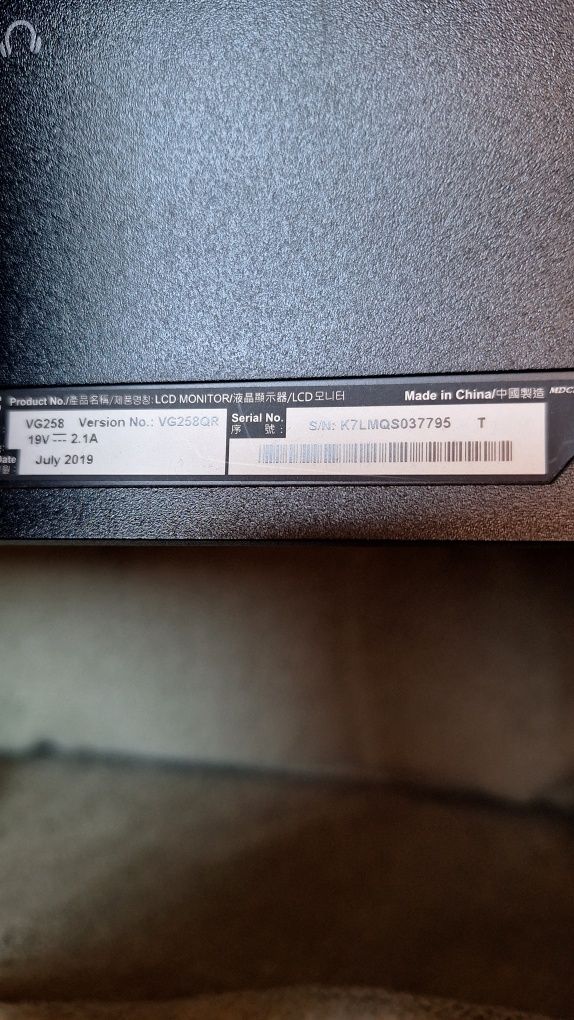 Product No./產品名稱/제품명칭: LCD MONITOR/液晶顯示器/LCD 모니터 Made in China/中國製造
VG258 Version No.: VG258QR
19V⎓2.1A
July 2019
Serial No.
序 號:
S/N: K7LMQS037795 T